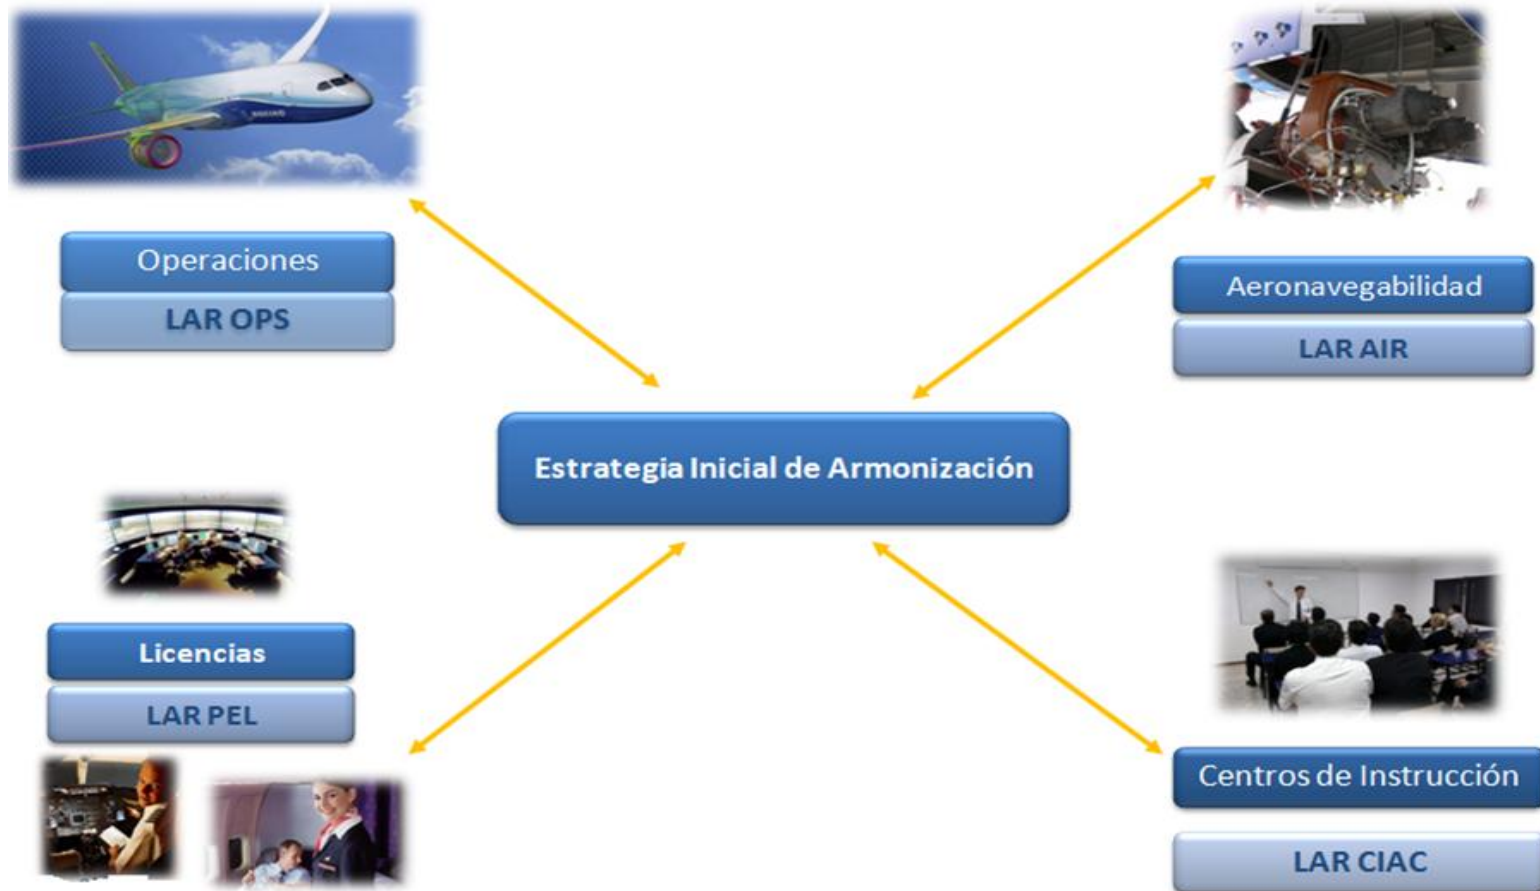 Operaciones
LAR OPS
Aeronavegabilidad
LAR AIR
Estrategia Inicial de Armonización
Licencias
LAR PEL
Centros de Instrucción
LAR CIAC